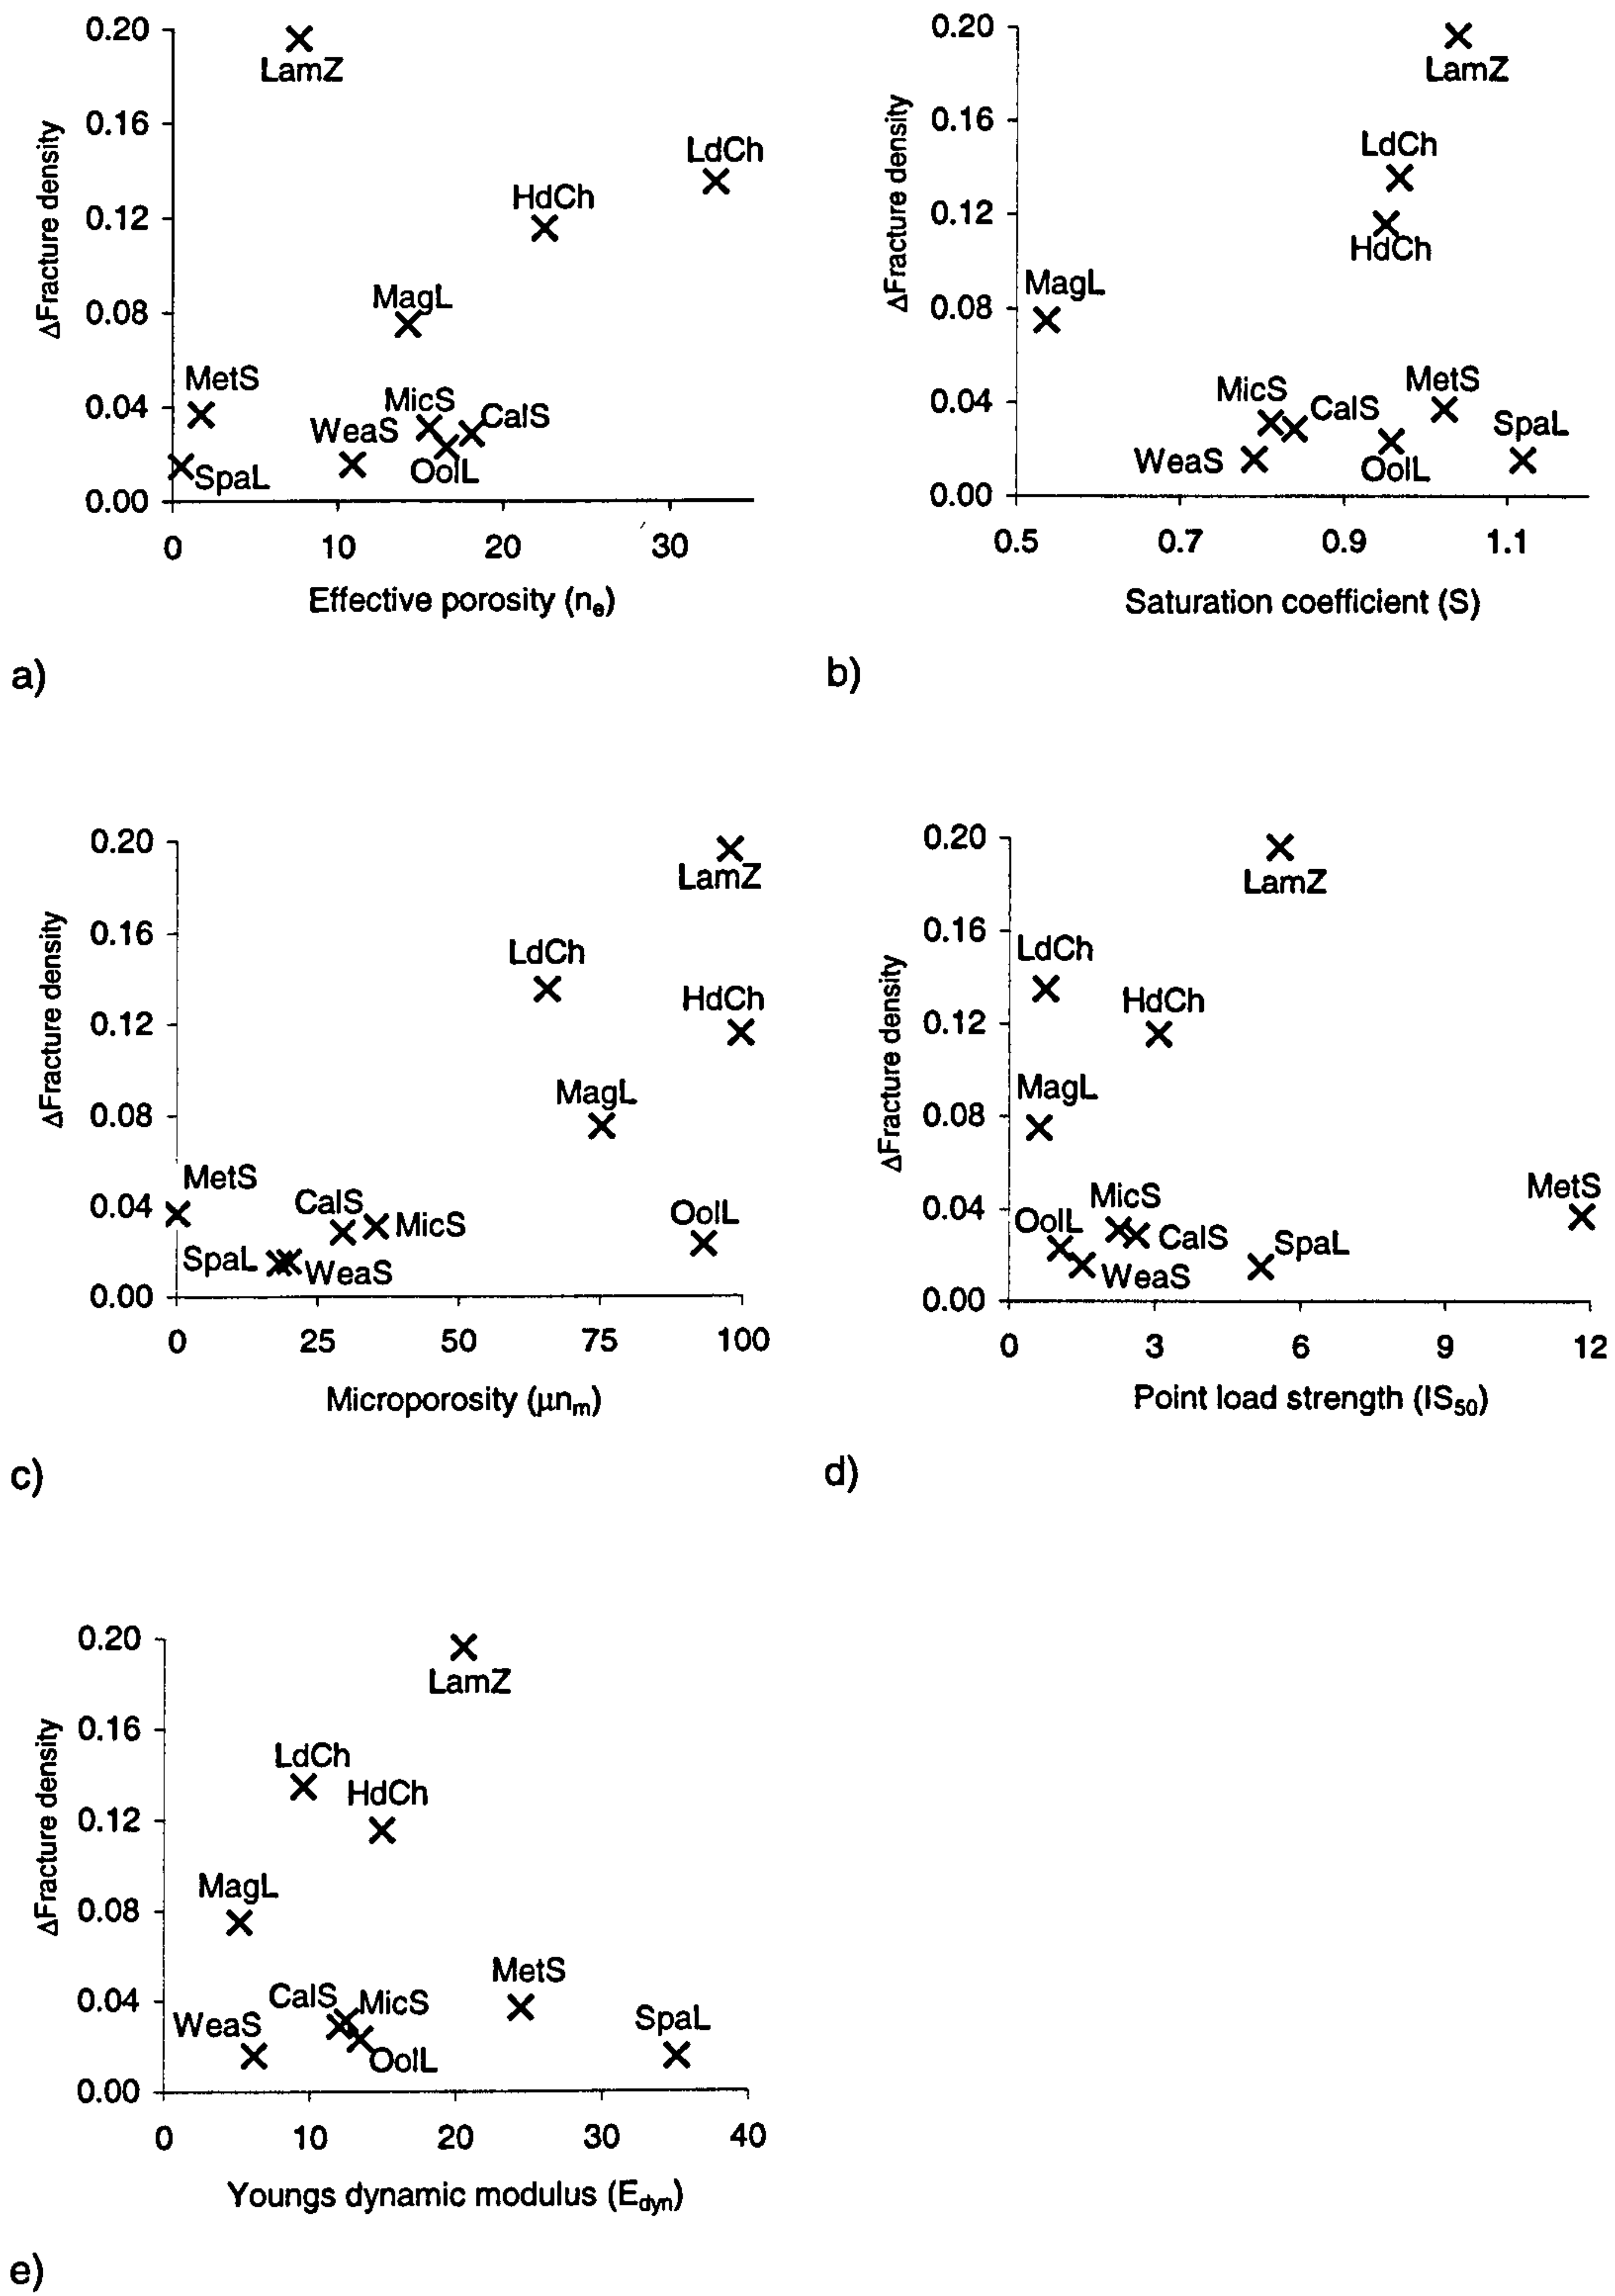 0.20
LamZ
0.16
LdCh
HdCh
0.12
MagL
0.08
MetS
MicS
CalS
0.04
WeaS
OolL
SpaL
0.00
0 10 20 30
ΔFracture density
Effective porosity (nₑ)
a)
0.20
LamZ
0.16
LdCh
0.12
HdCh
MagL
0.08
MicS
MetS
CalS
0.04
SpaL
WeaS
OolL
0.00
0.5 0.7 0.9 1.1
ΔFracture density
Saturation coefficient (S)
b)
0.20
LamZ
0.16
LdCh
HdCh
0.12
MagL
0.08
MetS
CalS
MicS
OolL
0.04
SpaL
WeaS
0.00
0 25 50 75 100
ΔFracture density
Microporosity (µnₘ)
c)
0.20
LamZ
0.16
LdCh
HdCh
0.12
MagL
0.08
MetS
MicS
0.04
OolL
CalS
SpaL
WeaS
0.00
0 3 6 9 12
ΔFracture density
Point load strength (IS₅₀)
d)
0.20
LamZ
0.16
LdCh
HdCh
0.12
MagL
0.08
MetS
CalS
MicS
0.04
WeaS
SpaL
OolL
0.00
0 10 20 30 40
ΔFracture density
Youngs dynamic modulus (E_dyn)
e)